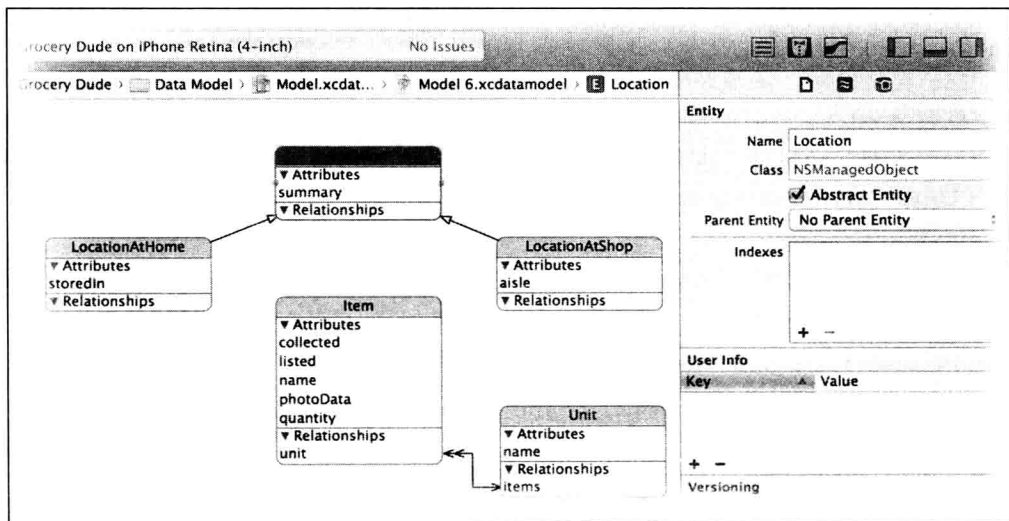 rocery Dude on iPhone Retina (4-inch) No Issues
rocery Dude › Data Model › Model.xcdat... › Model 6.xcdatamodel › E Location
Entity
Name Location
Class NSManagedObject
Abstract Entity
Parent Entity No Parent Entity
Indexes
+ −
User Info
Key Value
+ −
Versioning
▼ Attributes
summary
▼ Relationships
LocationAtHome
▼ Attributes
storedIn
▼ Relationships
LocationAtShop
▼ Attributes
aisle
▼ Relationships
Item
▼ Attributes
collected
listed
name
photoData
quantity
▼ Relationships
unit
Unit
▼ Attributes
name
▼ Relationships
items